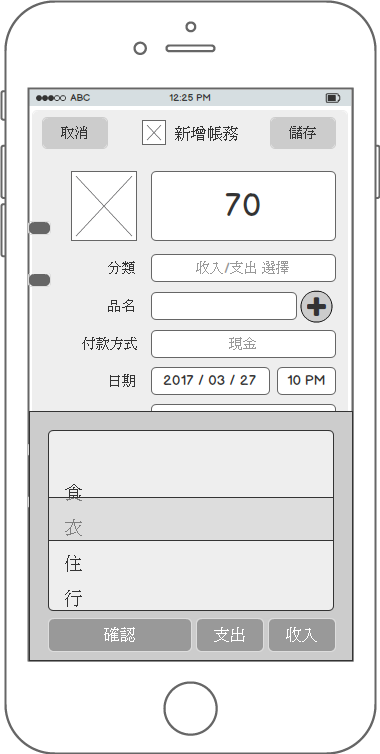 ABC 12:25 PM
取消 新增帳務 儲存
70
分類 收入/支出 選擇
品名
付款方式 現金
日期 2017 / 03 / 27 10 PM
食
衣
住
行
確認 支出 收入